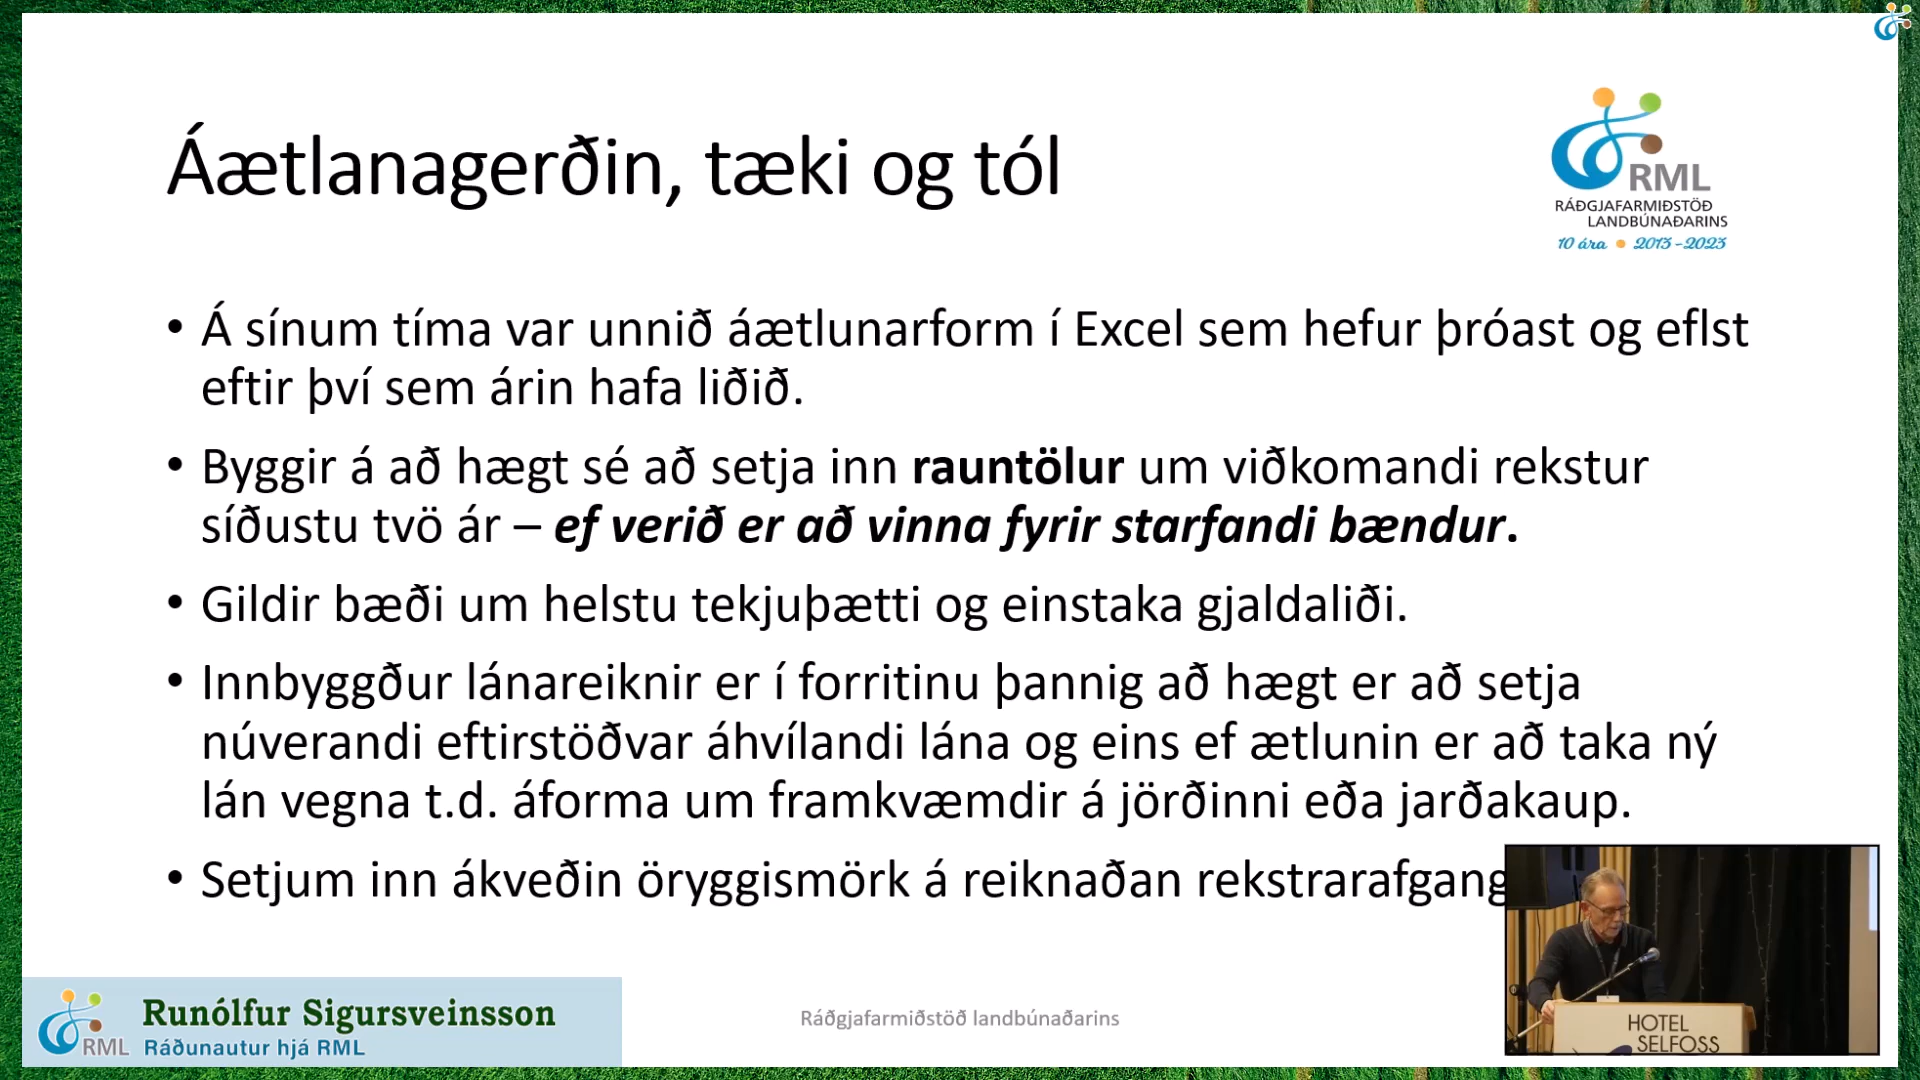 Áætlanagerðin, tæki og tól
RML
RÁÐGJAFARMIÐSTÖÐ
LANDBÚNAÐARINS
10 ára • 2013-2023
• Á sínum tíma var unnið áætlunarform í Excel sem hefur þróast og eflst
eftir því sem árin hafa liðið.
• Byggir á að hægt sé að setja inn rauntölur um viðkomandi rekstur
síðustu tvö ár – ef verið er að vinna fyrir starfandi bændur.
• Gildir bæði um helstu tekjuþætti og einstaka gjaldaliði.
• Innbyggður lánareiknir er í forritinu þannig að hægt er að setja
núverandi eftirstöðvar áhvílandi lána og eins ef ætlunin er að taka ný
lán vegna t.d. áforma um framkvæmdir á jörðinni eða jarðakaup.
• Setjum inn ákveðin öryggismörk á reiknaðan rekstrarafgang
RML
Runólfur Sigursveinsson
Ráðunautur hjá RML
Ráðgjafarmiðstöð landbúnaðarins
HOTEL
SELFOSS